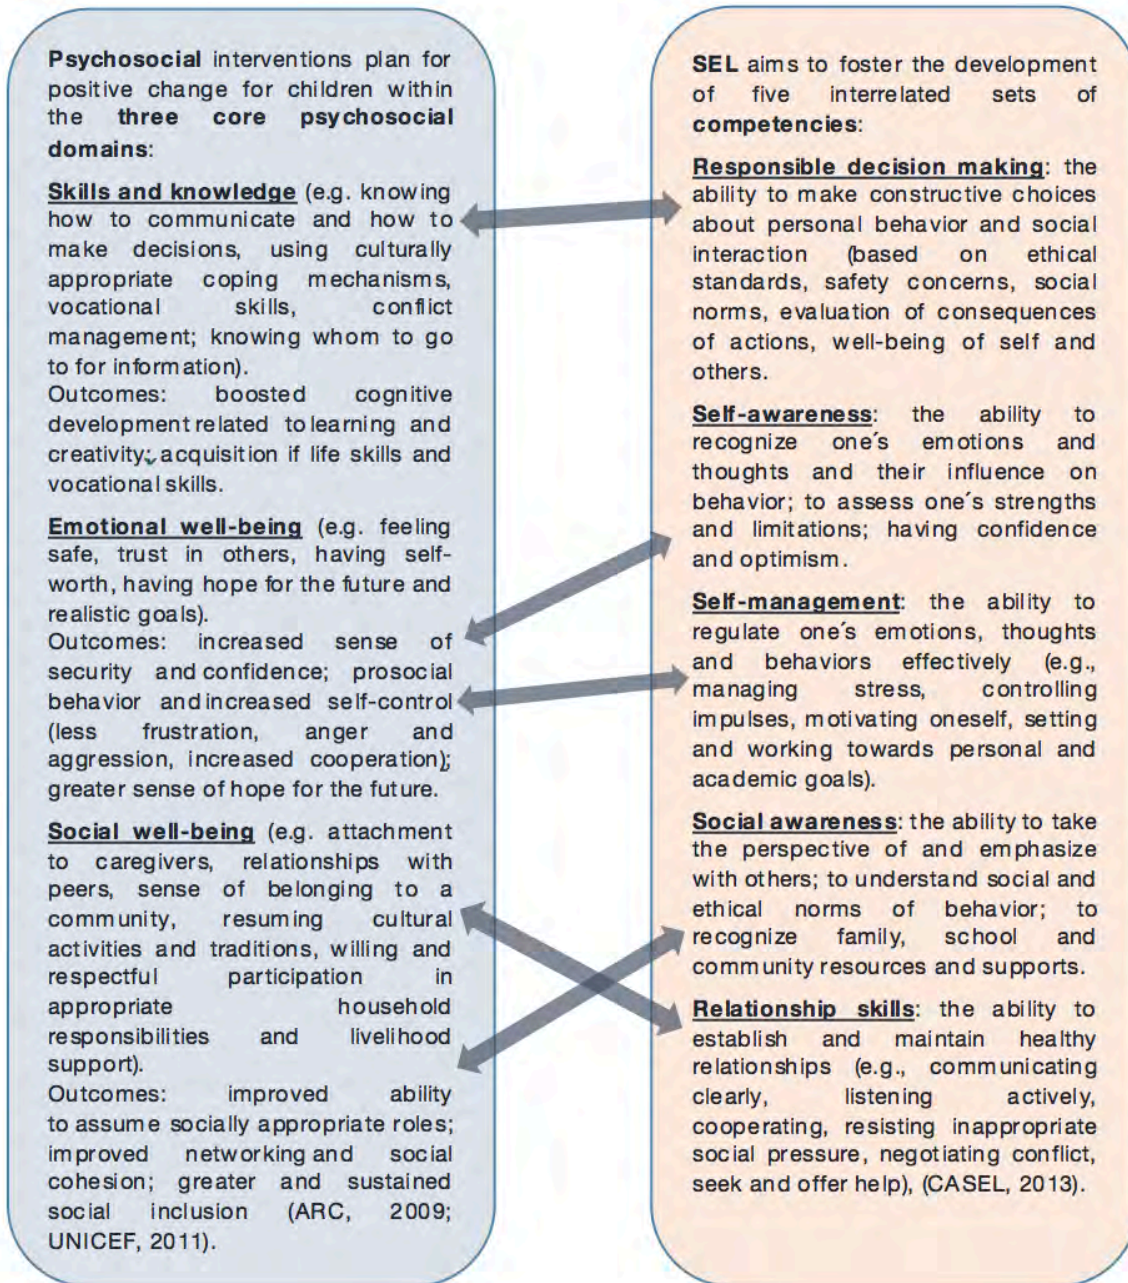 Psychosocial interventions plan for
positive change for children within
the three core psychosocial
domains:
Skills and knowledge (e.g. knowing
how to communicate and how to
make decisions, using culturally
appropriate coping mechanisms,
vocational skills, conflict
management; knowing whom to go
to for information).
Outcomes: boosted cognitive
development related to learning and
creativity; acquisition if life skills and
vocational skills.
Emotional well-being (e.g. feeling
safe, trust in others, having self-
worth, having hope for the future and
realistic goals).
Outcomes: increased sense of
security and confidence; prosocial
behavior and increased self-control
(less frustration, anger and
aggression, increased cooperation);
greater sense of hope for the future.
Social well-being (e.g. attachment
to caregivers, relationships with
peers, sense of belonging to a
community, resuming cultural
activities and traditions, willing and
respectful participation in
appropriate household
responsibilities and livelihood
support).
Outcomes: improved ability
to assume socially appropriate roles;
improved networking and social
cohesion; greater and sustained
social inclusion (ARC, 2009;
UNICEF, 2011).
SEL aims to foster the development
of five interrelated sets of
competencies:
Responsible decision making: the
ability to make constructive choices
about personal behavior and social
interaction (based on ethical
standards, safety concerns, social
norms, evaluation of consequences
of actions, well-being of self and
others.
Self-awareness: the ability to
recognize one´s emotions and
thoughts and their influence on
behavior; to assess one´s strengths
and limitations; having confidence
and optimism.
Self-management: the ability to
regulate one´s emotions, thoughts
and behaviors effectively (e.g.,
managing stress, controlling
impulses, motivating oneself, setting
and working towards personal and
academic goals).
Social awareness: the ability to take
the perspective of and emphasize
with others; to understand social and
ethical norms of behavior; to
recognize family, school and
community resources and supports.
Relationship skills: the ability to
establish and maintain healthy
relationships (e.g., communicating
clearly, listening actively,
cooperating, resisting inappropriate
social pressure, negotiating conflict,
seek and offer help), (CASEL, 2013).